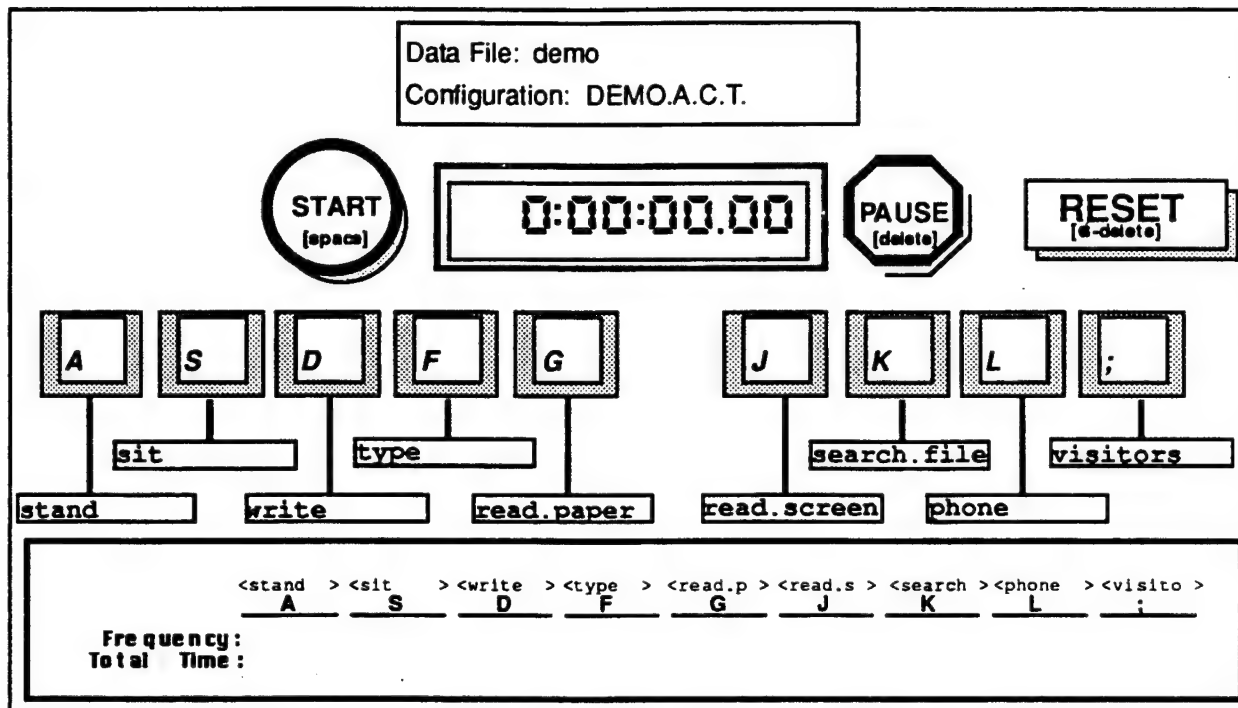 Data File: demo
Configuration: DEMO.A.C.T.
START
[space]
0:00:00.00
PAUSE
[delete]
RESET
-delete]
A S D F G J K L ;
sit type search.file visitors
stand write read.paper read.screen phone
<stand > <sit > <write > <type > <read.p > <read.s > <search ><phone > <visito >
A S D F G J K L ;
Frequency:
Total Time: